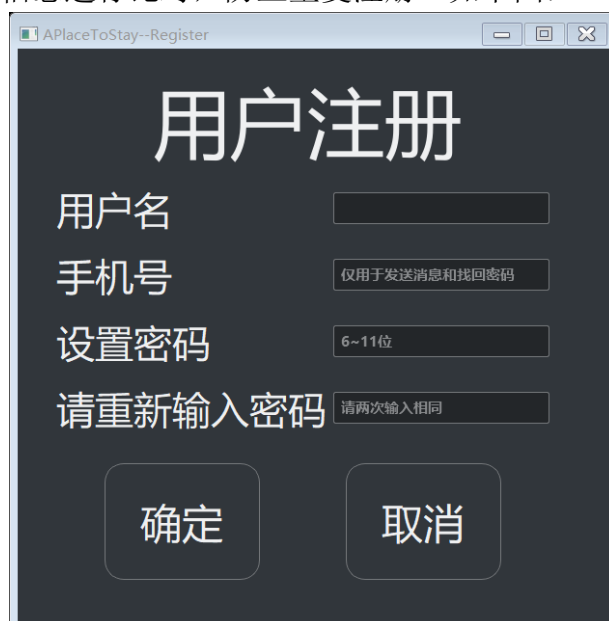 APlaceToStay--Register
用户注册
用户名
手机号 仅用于发送消息和找回密码
设置密码 6~11位
请重新输入密码 请两次输入相同
确定 取消